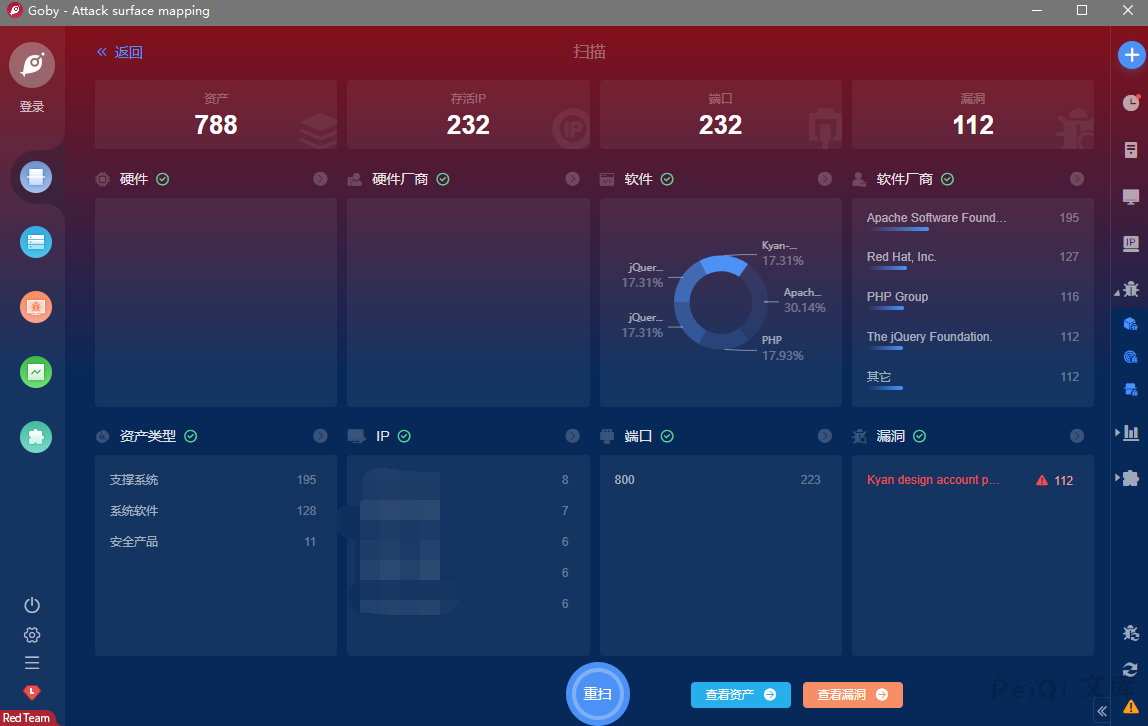 Goby - Attack surface mapping
登录
« 返回
扫描
资产
788
存活IP
232
端口
232
漏洞
112
硬件
硬件厂商
软件
软件厂商
Kyan-...
17.31%
Apach...
30.14%
PHP
17.93%
jQuer...
17.31%
jQuer...
17.31%
Apache Software Found... 195
Red Hat, Inc. 127
PHP Group 116
The jQuery Foundation. 112
其它 112
资产类型
IP
端口
漏洞
支撑系统 195
系统软件 128
安全产品 11
8
7
6
6
6
800 223
Kyan design account p... 112
重扫
查看资产
查看漏洞
PeiQi 文库
Red Team
IP
IP